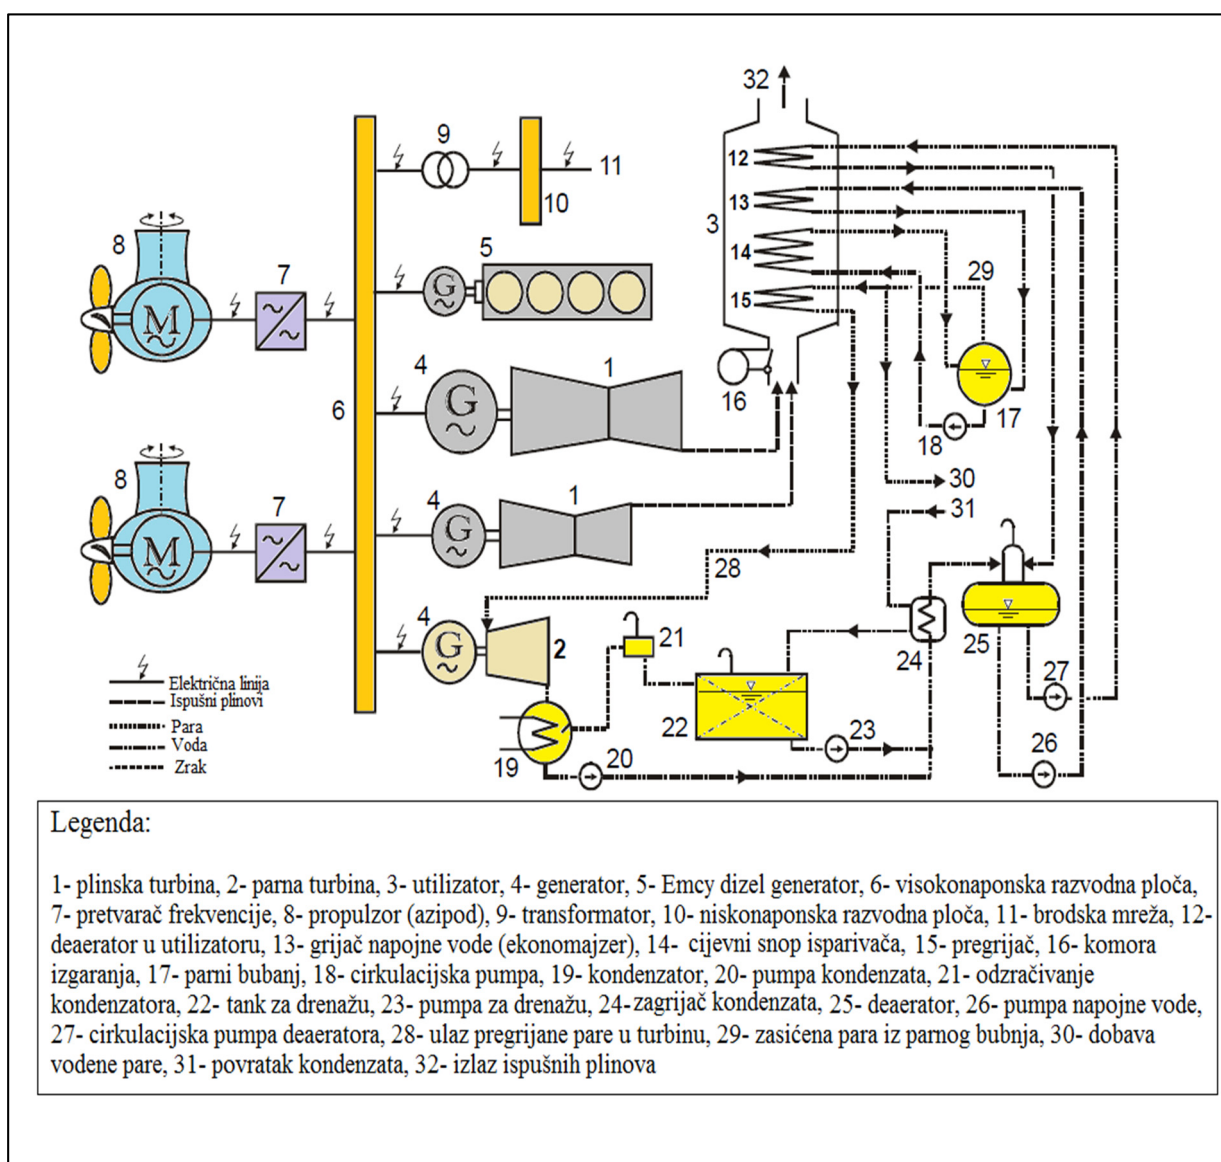 32
9
12
11
13
10
8
5
3
7
14
29
15
M
G
1
4
16
17
G
6
18
30
8
4
1
31
7
G
M
28
4
21
25
27
G
2
24
Električna linija
Ispušni plinovi
22
23
26
Para
Voda
19
20
Zrak
Legenda:
1- plinska turbina, 2- parna turbina, 3- utilizator, 4- generator, 5- Emcy dizel generator, 6- visokonaponska razvodna ploča,
7- pretvarač frekvencije, 8- propulzor (azipod), 9- transformator, 10- niskonaponska razvodna ploča, 11- brodska mreža, 12-
deaerator u utilizatoru, 13- grijač napojne vode (ekonomajzer), 14- cijevni snop isparivača, 15- pregrijač, 16- komora
izgaranja, 17- parni bubanj, 18- cirkulacijska pumpa, 19- kondenzator, 20- pumpa kondenzata, 21- odzračivanje
kondenzatora, 22- tank za drenažu, 23- pumpa za drenažu, 24-zagrijač kondenzata, 25- deaerator, 26- pumpa napojne vode,
27- cirkulacijska pumpa deaeratora, 28- ulaz pregrijane pare u turbinu, 29- zasićena para iz parnog bubnja, 30- dobava
vodene pare, 31- povratak kondenzata, 32- izlaz ispušnih plinova